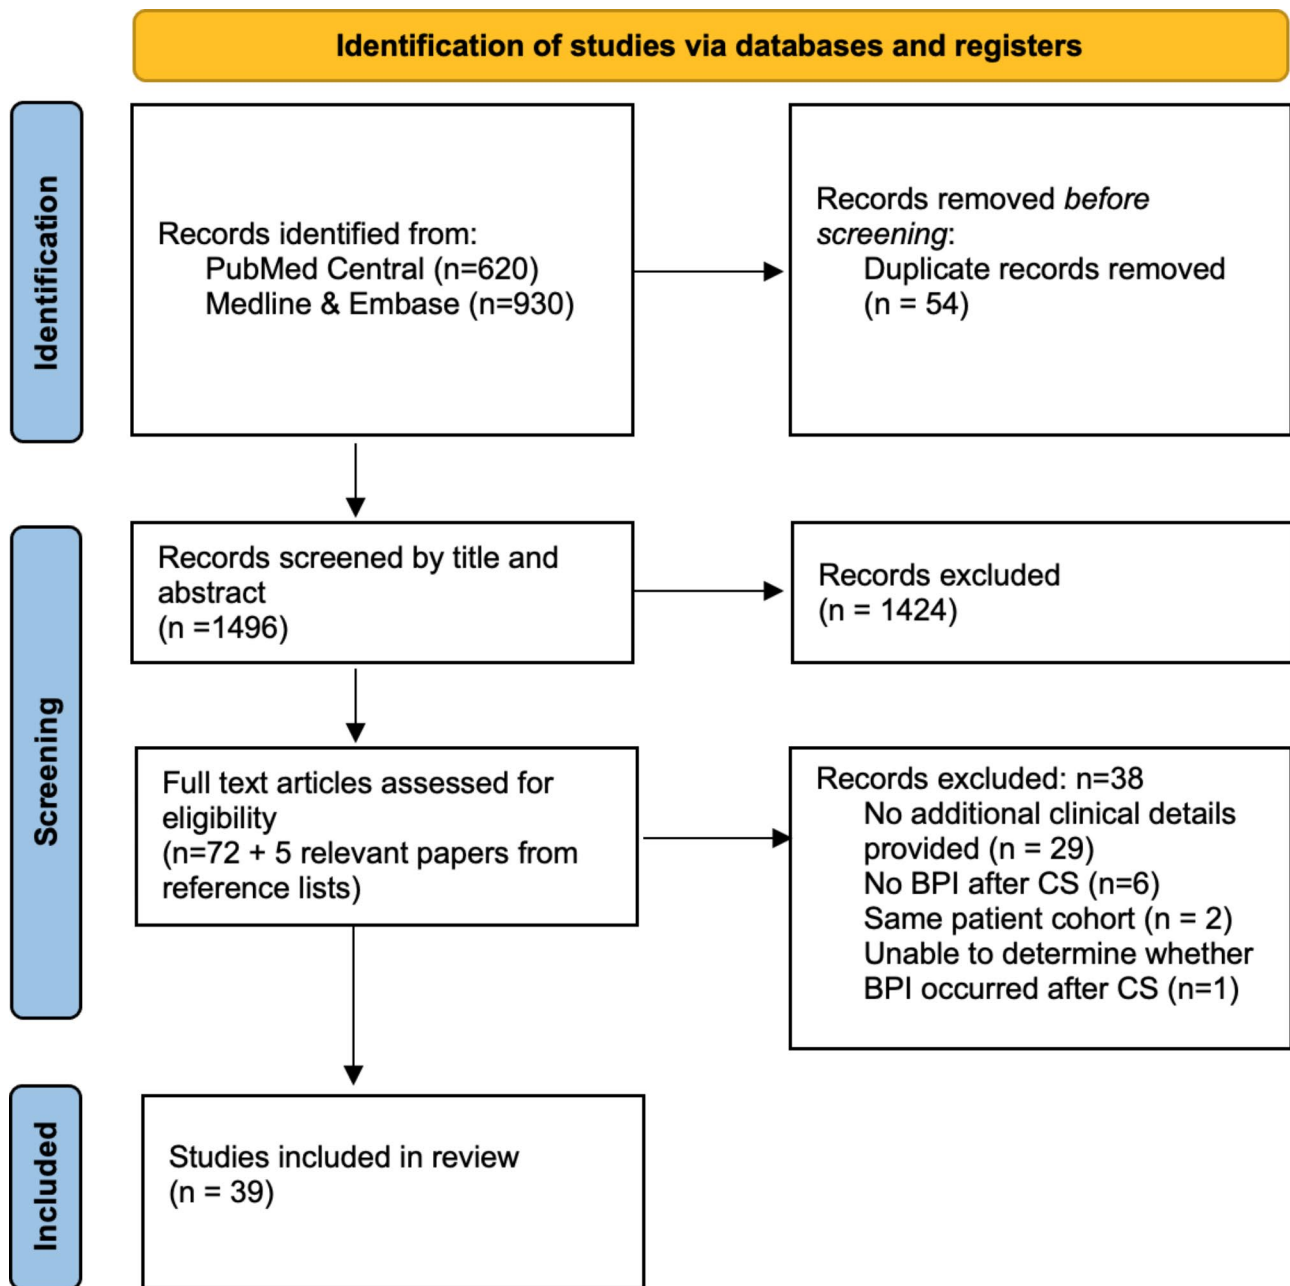 Identification of studies via databases and registers
Identification
Records identified from:
PubMed Central (n=620)
Medline & Embase (n=930)
Records removed before
screening:
Duplicate records removed
(n = 54)
Screening
Records screened by title and
abstract
(n =1496)
Records excluded
(n = 1424)
Full text articles assessed for
eligibility
(n=72 + 5 relevant papers from
reference lists)
Records excluded: n=38
No additional clinical details
provided (n = 29)
No BPI after CS (n=6)
Same patient cohort (n = 2)
Unable to determine whether
BPI occurred after CS (n=1)
Included
Studies included in review
(n = 39)